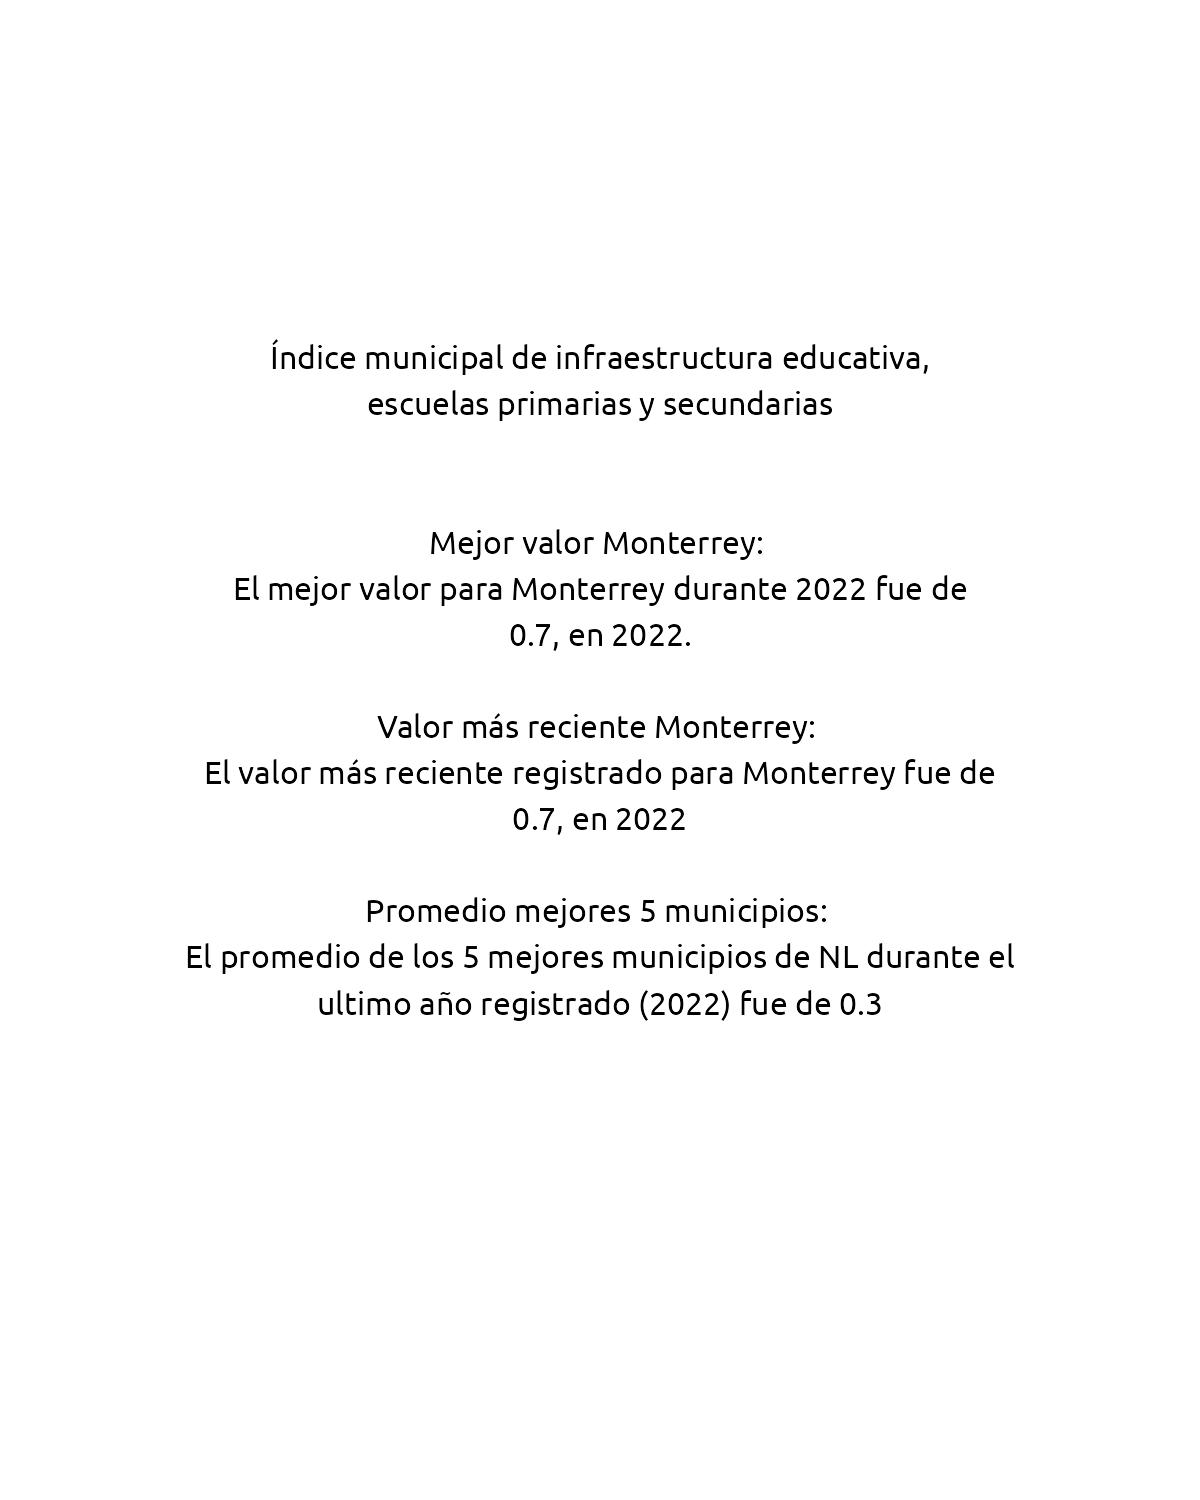 Índice municipal de infraestructura educativa,
escuelas primarias y secundarias
Mejor valor Monterrey:
El mejor valor para Monterrey durante 2022 fue de
0.7, en 2022.
Valor más reciente Monterrey:
El valor más reciente registrado para Monterrey fue de
0.7, en 2022
Promedio mejores 5 municipios:
El promedio de los 5 mejores municipios de NL durante el
ultimo año registrado (2022) fue de 0.3